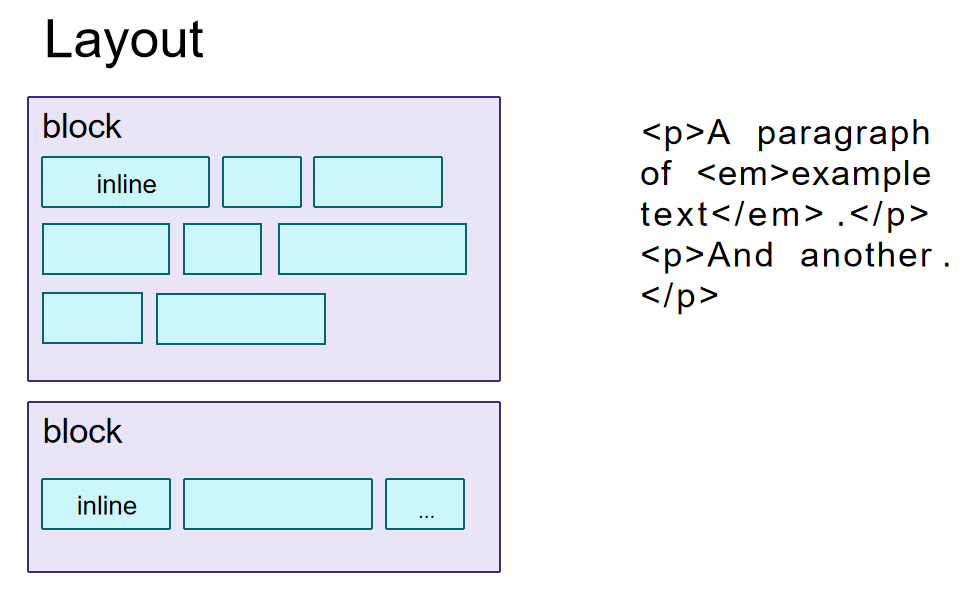 Layout
block
inline
block
inline
...
<p>A paragraph
of <em>example
text</em>.</p>
<p>And another.
</p>